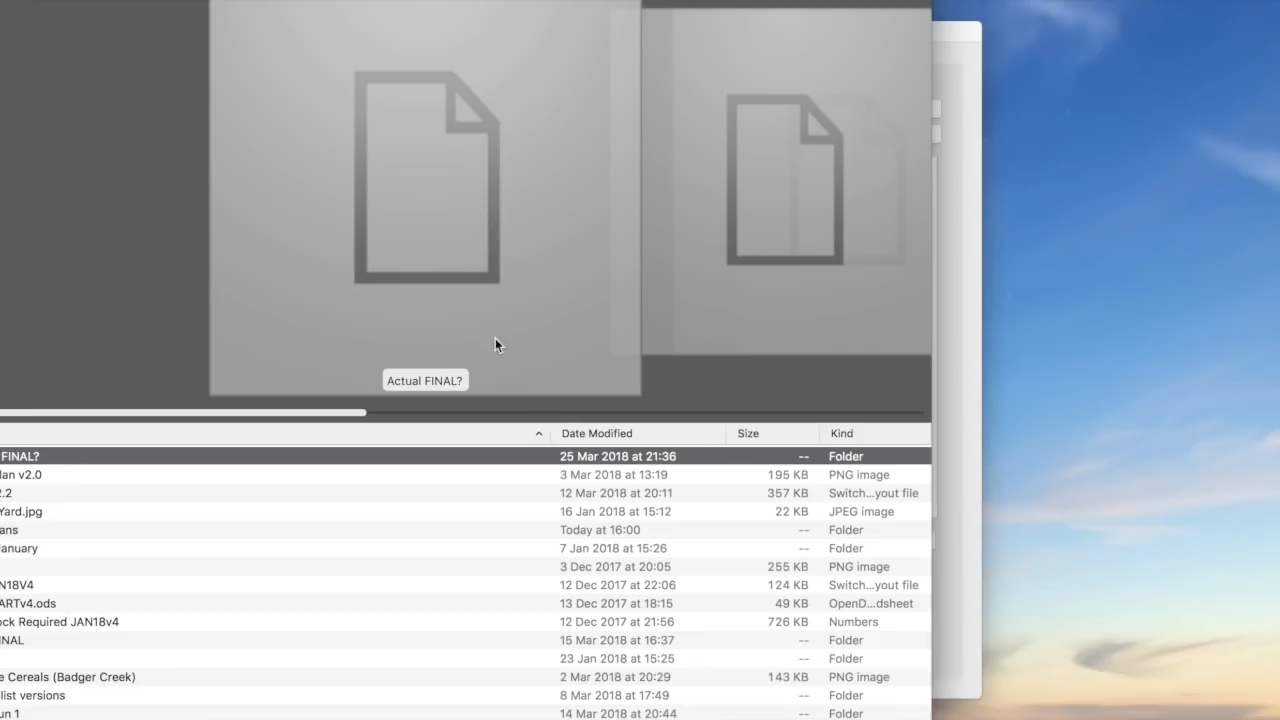 Actual FINAL?
Date Modified Size Kind
FINAL? 25 Mar 2018 at 21:36 -- Folder
lan v2.0 3 Mar 2018 at 13:19 195 KB PNG image
2.2 12 Mar 2018 at 20:11 357 KB Switch...yout file
Yard.jpg 16 Jan 2018 at 15:12 22 KB JPEG image
ans Today at 16:00 -- Folder
anuary 7 Jan 2018 at 15:26 -- Folder
3 Dec 2017 at 20:05 255 KB PNG image
N18V4 12 Dec 2017 at 22:06 124 KB Switch...yout file
ARTv4.ods 13 Dec 2017 at 18:15 49 KB OpenD...dsheet
ock Required JAN18v4 12 Dec 2017 at 21:56 726 KB Numbers
INAL 15 Mar 2018 at 16:37 -- Folder
23 Jan 2018 at 15:25 -- Folder
e Cereals (Badger Creek) 2 Mar 2018 at 20:29 143 KB PNG image
list versions 8 Mar 2018 at 17:49 -- Folder
un 1 14 Mar 2018 at 20:44 -- Folder